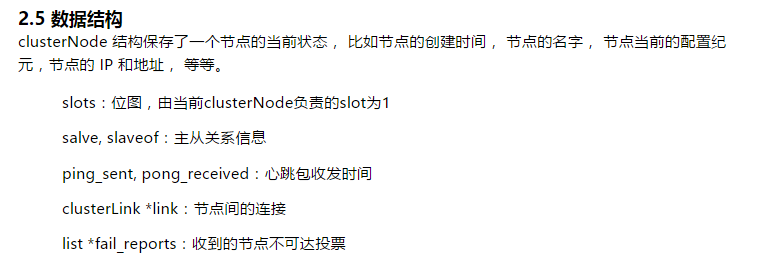 2.5 数据结构
clusterNode 结构保存了一个节点的当前状态， 比如节点的创建时间， 节点的名字， 节点当前的配置纪
元，节点的 IP 和地址， 等等。
slots：位图，由当前clusterNode负责的slot为1
salve, slaveof：主从关系信息
ping_sent, pong_received：心跳包收发时间
clusterLink *link：节点间的连接
list *fail_reports：收到的节点不可达投票